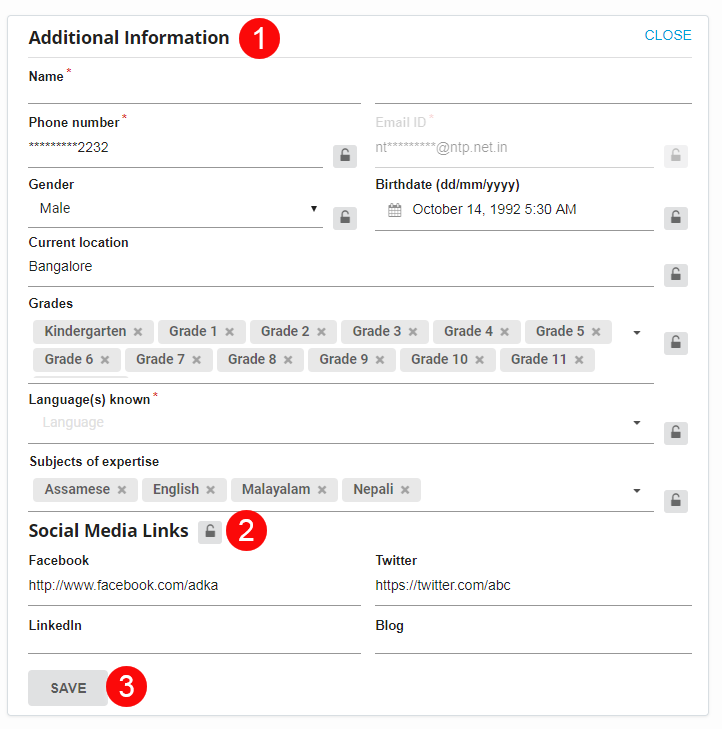 Additional Information 1 CLOSE
Name*
Phone number* Email ID*
*********2232 nt*********@ntp.net.in
Gender Birthdate (dd/mm/yyyy)
Male October 14, 1992 5:30 AM
Current location
Bangalore
Grades
Kindergarten × Grade 1 × Grade 2 × Grade 3 × Grade 4 × Grade 5 ×
Grade 6 × Grade 7 × Grade 8 × Grade 9 × Grade 10 × Grade 11 ×
Language(s) known*
Language
Subjects of expertise
Assamese × English × Malayalam × Nepali ×
Social Media Links 2
Facebook Twitter
http://www.facebook.com/adka https://twitter.com/abc
LinkedIn Blog
SAVE 3